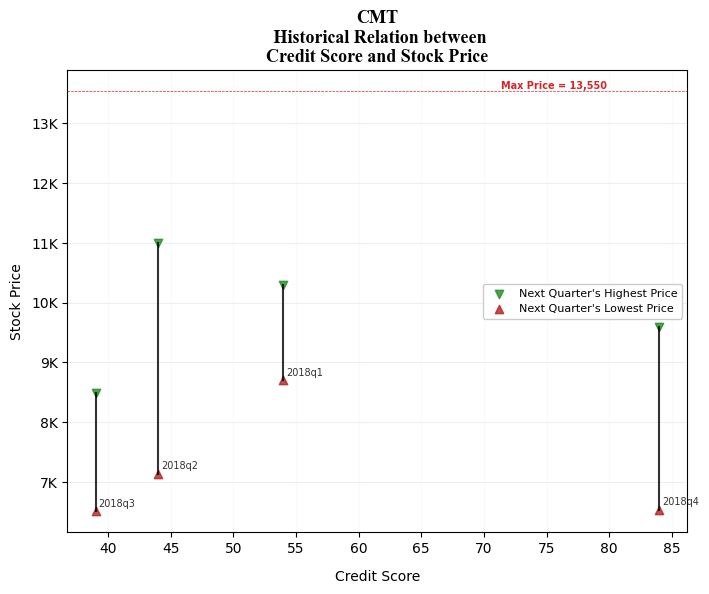 CMT
Historical Relation between
Credit Score and Stock Price
Max Price = 13,550
13K
12K
11K
10K
9K
8K
7K
Stock Price
Next Quarter's Highest Price
Next Quarter's Lowest Price
2018q1
2018q2
2018q3
2018q4
40 45 50 55 60 65 70 75 80 85
Credit Score